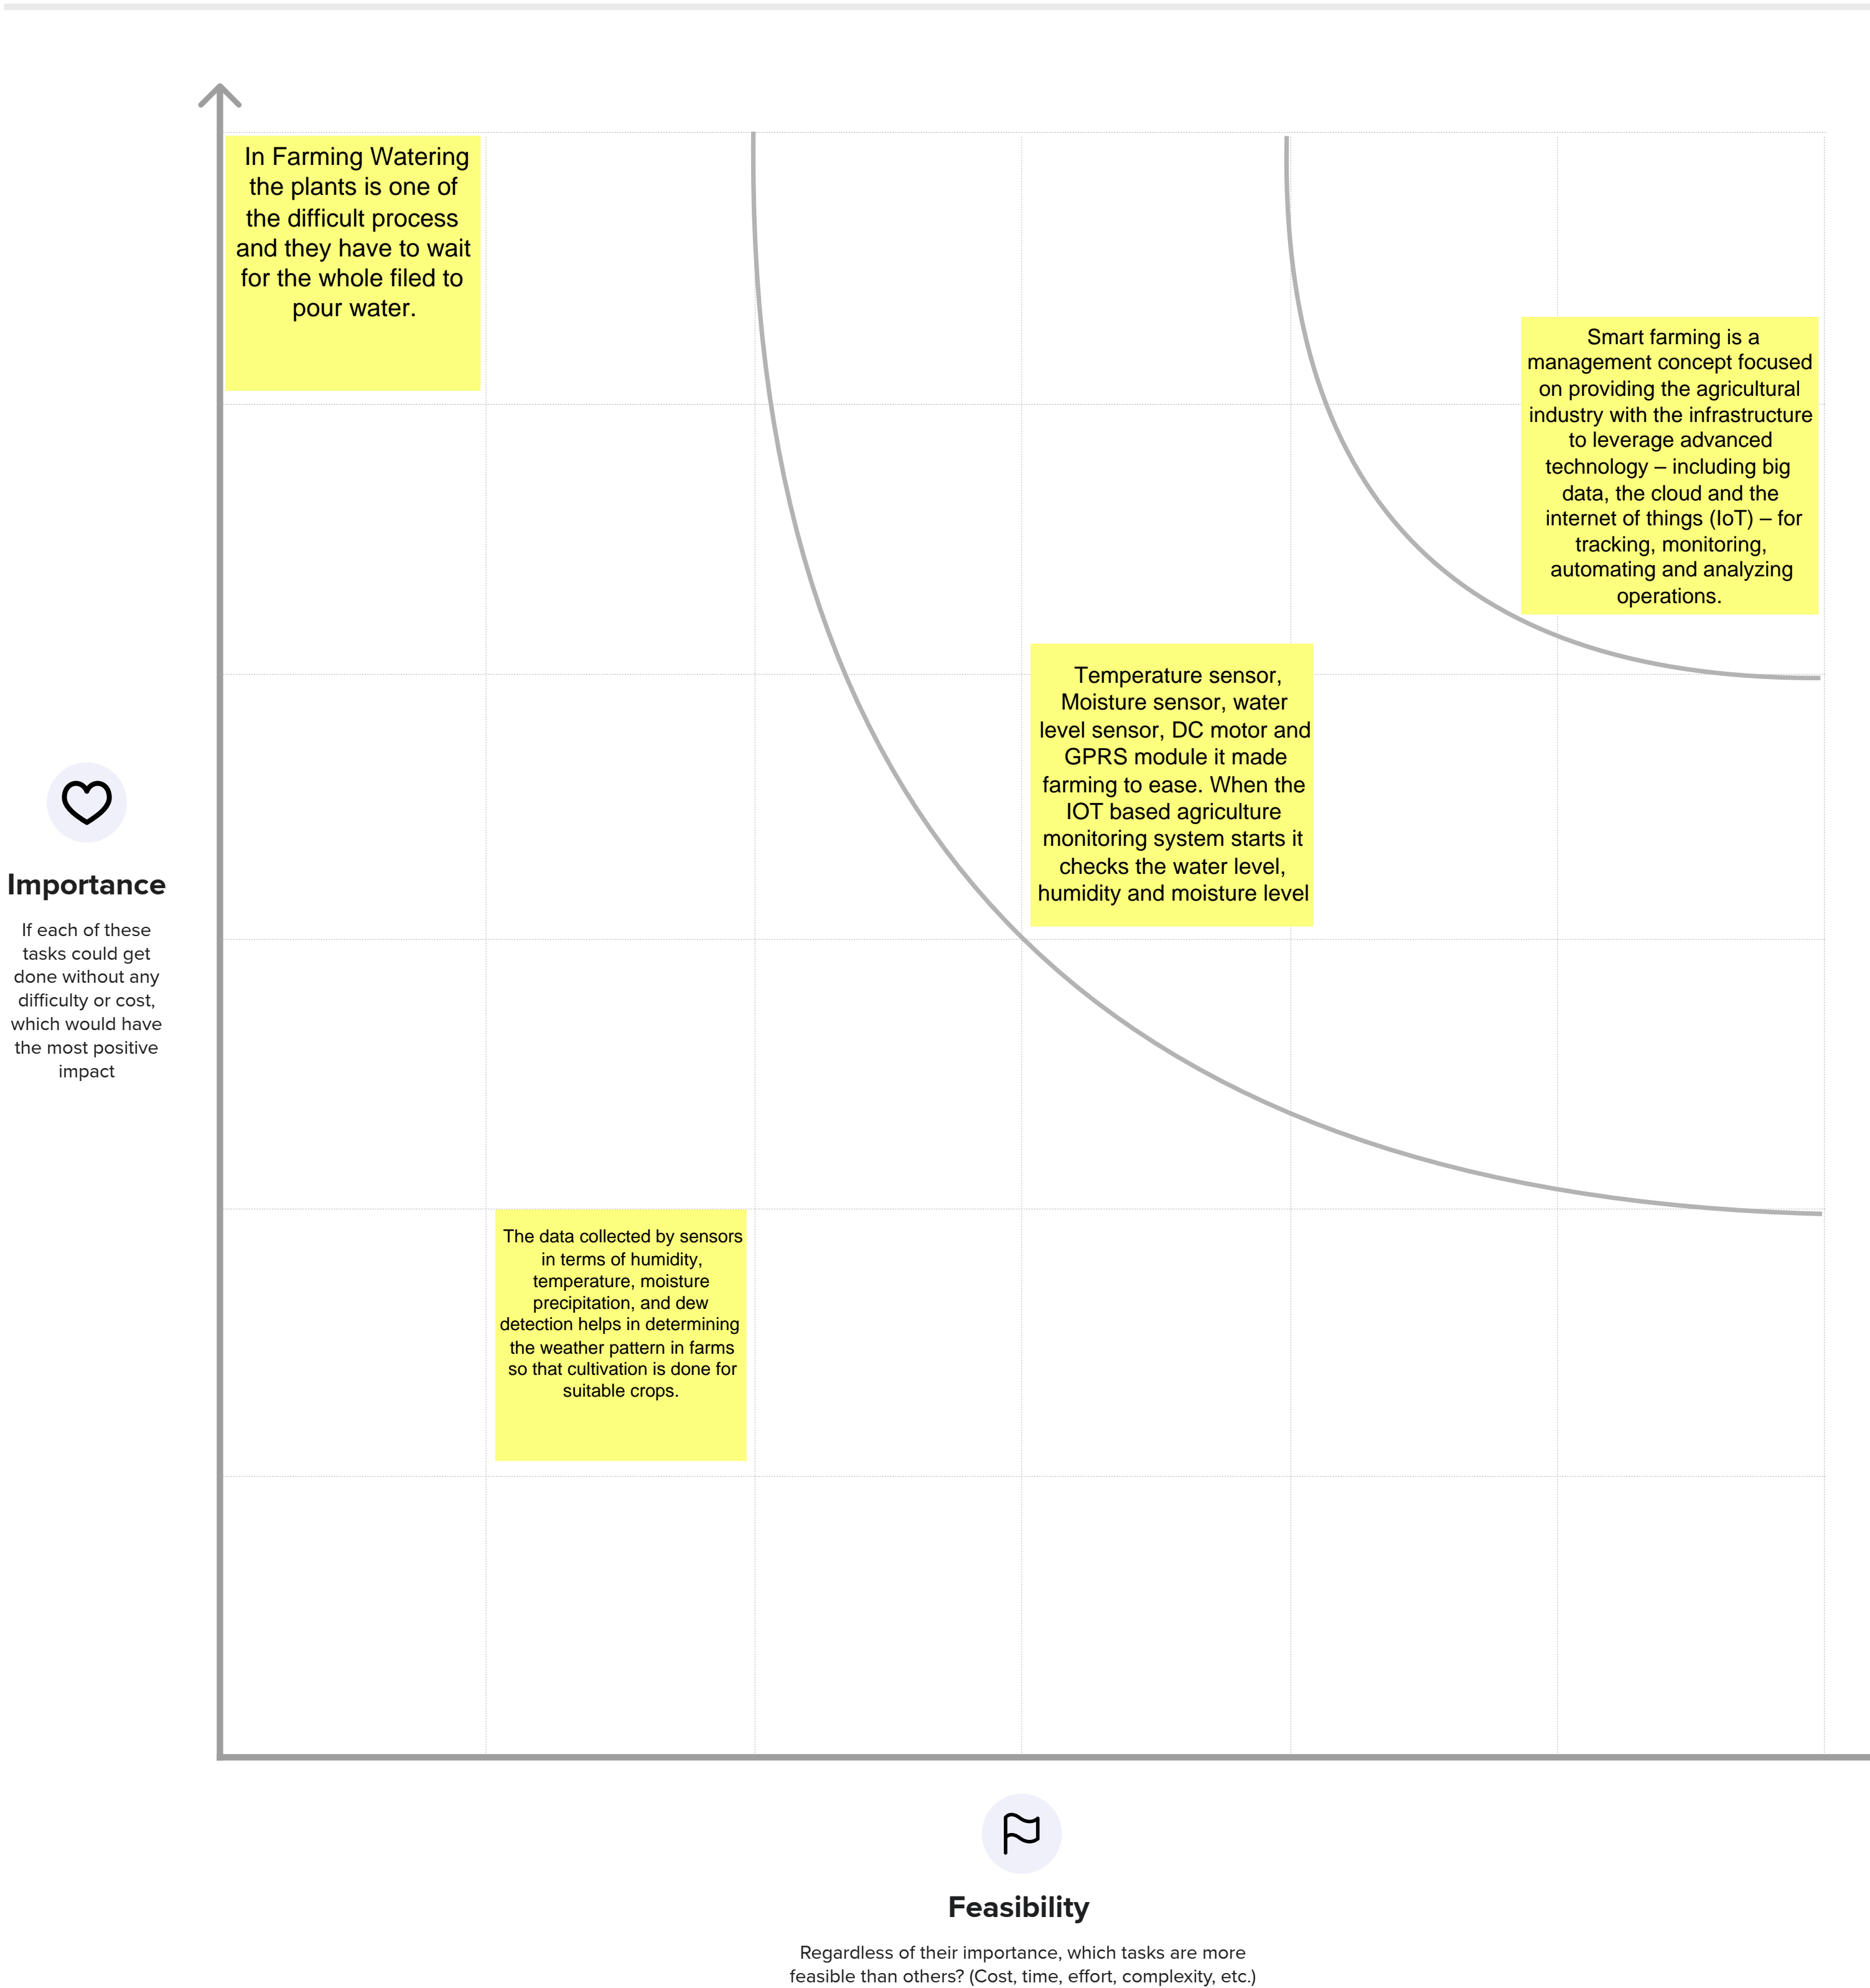 In Farming Watering
the plants is one of
the difficult process
and they have to wait
for the whole filed to
pour water.
Smart farming is a
management concept focused
on providing the agricultural
industry with the infrastructure
to leverage advanced
technology – including big
data, the cloud and the
internet of things (IoT) – for
tracking, monitoring,
automating and analyzing
operations.
Temperature sensor,
Moisture sensor, water
level sensor, DC motor and
GPRS module it made
farming to ease. When the
IOT based agriculture
monitoring system starts it
checks the water level,
humidity and moisture level
Importance
If each of these
tasks could get
done without any
difficulty or cost,
which would have
the most positive
impact
The data collected by sensors
in terms of humidity,
temperature, moisture
precipitation, and dew
detection helps in determining
the weather pattern in farms
so that cultivation is done for
suitable crops.
Feasibility
Regardless of their importance, which tasks are more
feasible than others? (Cost, time, effort, complexity, etc.)